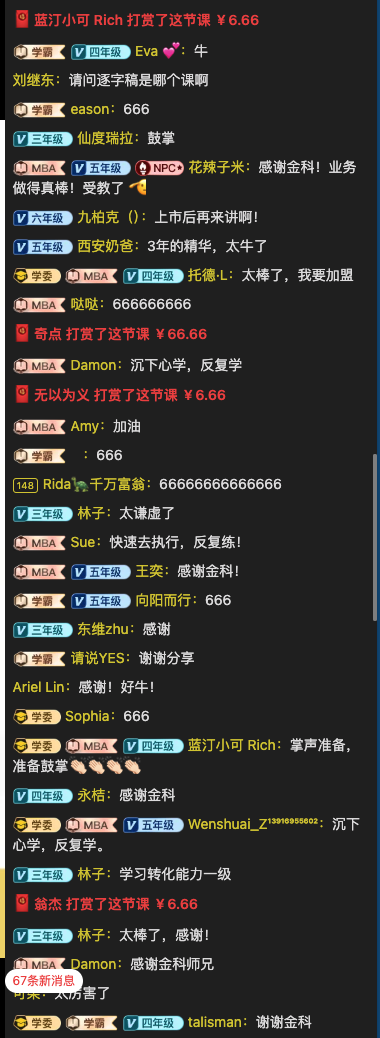 蓝汀小可 Rich 打赏了这节课 ￥6.66
学霸 V 四年级 Eva 💕：牛
刘继东：请问逐字稿是哪个课啊
学霸 eason：666
V 三年级 仙度瑞拉：鼓掌
MBA V 五年级 NPC 花辣子米：感谢金科！业务
做得真棒！受教了 🫡
V 六年级 九柏克（）：上市后再来讲啊！
V 五年级 西安奶爸：3年的精华，太牛了
学委 MBA V 四年级 托德·L：太棒了，我要加盟
MBA 哒哒：666666666
奇点 打赏了这节课 ￥66.66
MBA Damon：沉下心学，反复学
无以为义 打赏了这节课 ￥6.66
MBA Amy：加油
学霸 ：666
148 Rida🐢千万富翁：66666666666666
V 三年级 林子：太谦虚了
MBA Sue：快速去执行，反复练！
MBA V 五年级 王奕：感谢金科！
学霸 V 五年级 向阳而行：666
V 三年级 东维zhu：感谢
学霸 请说YES：谢谢分享
Ariel Lin：感谢！好牛！
学委 Sophia：666
学委 MBA V 四年级 蓝汀小可 Rich：掌声准备，
准备鼓掌👏🏻👏🏻👏🏻👏🏻
V 四年级 永桔：感谢金科
学委 MBA V 五年级 Wenshuai_Z¹³⁹¹⁶⁹⁵⁵⁶⁰²：沉下
心学，反复学。
V 三年级 林子：学习转化能力一级
翁杰 打赏了这节课 ￥6.66
V 三年级 林子：太棒了，感谢！
MBA Damon：感谢金科师兄
67条新消息
太厉害了
学委 学霸 V 四年级 talisman：谢谢金科